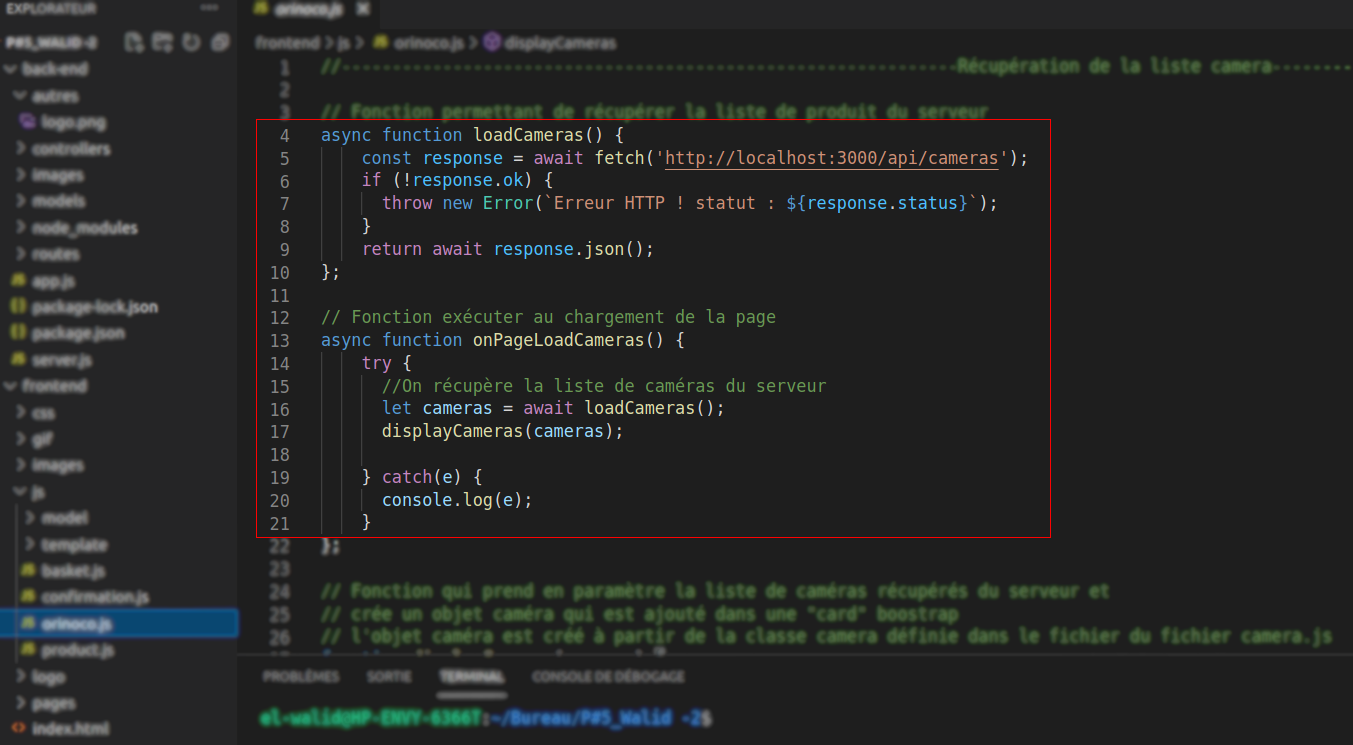 EXPLORATEUR
P#5_WALID -2
back-end
autres
logo.png
controllers
images
models
node_modules
routes
app.js
package-lock.json
package.json
server.js
frontend
css
gif
images
js
model
template
basket.js
confirmation.js
orinoco.js
product.js
logo
pages
index.html
JS orinoco.js
frontend > js > JS orinoco.js > displayCameras
1 //------------------------------------------------------------Récupération de la liste camera--------
2
3 // Fonction permettant de récupérer la liste de produit du serveur
4 async function loadCameras() {
5 const response = await fetch('http://localhost:3000/api/cameras');
6 if (!response.ok) {
7 throw new Error(`Erreur HTTP ! statut : ${response.status}`);
8 }
9 return await response.json();
10 };
11
12 // Fonction exécuter au chargement de la page
13 async function onPageLoadCameras() {
14 try {
15 //On récupère la liste de caméras du serveur
16 let cameras = await loadCameras();
17 displayCameras(cameras);
18
19 } catch(e) {
20 console.log(e);
21 }
22 };
23
24 // Fonction qui prend en paramètre la liste de caméras récupérés du serveur et
25 // crée un objet caméra qui est ajouté dans une "card" boostrap
26 // l'objet caméra est créé à partir de la classe camera définie dans le fichier du fichier camera.js
PROBLÈMES SORTIE TERMINAL CONSOLE DE DÉBOGAGE
el-walid@HP-ENVY-6366T:~/Bureau/P#5_Walid -2$